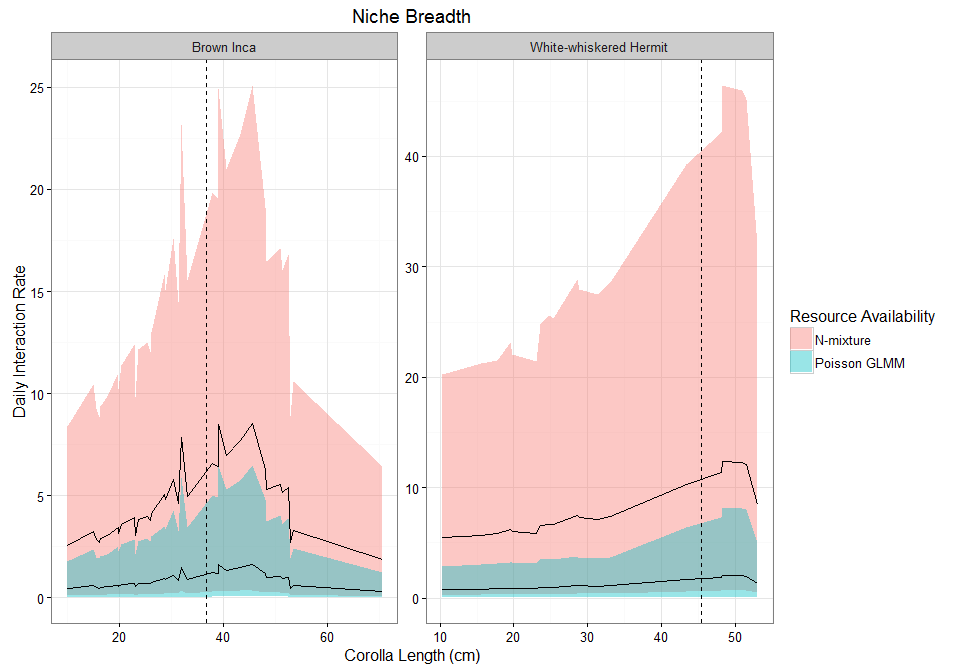 Niche Breadth
Brown Inca
White-whiskered Hermit
Daily Interaction Rate
25
20
15
10
5
0
40
30
20
10
0
20 40 60
10 20 30 40 50
Corolla Length (cm)
Resource Availability
N-mixture
Poisson GLMM